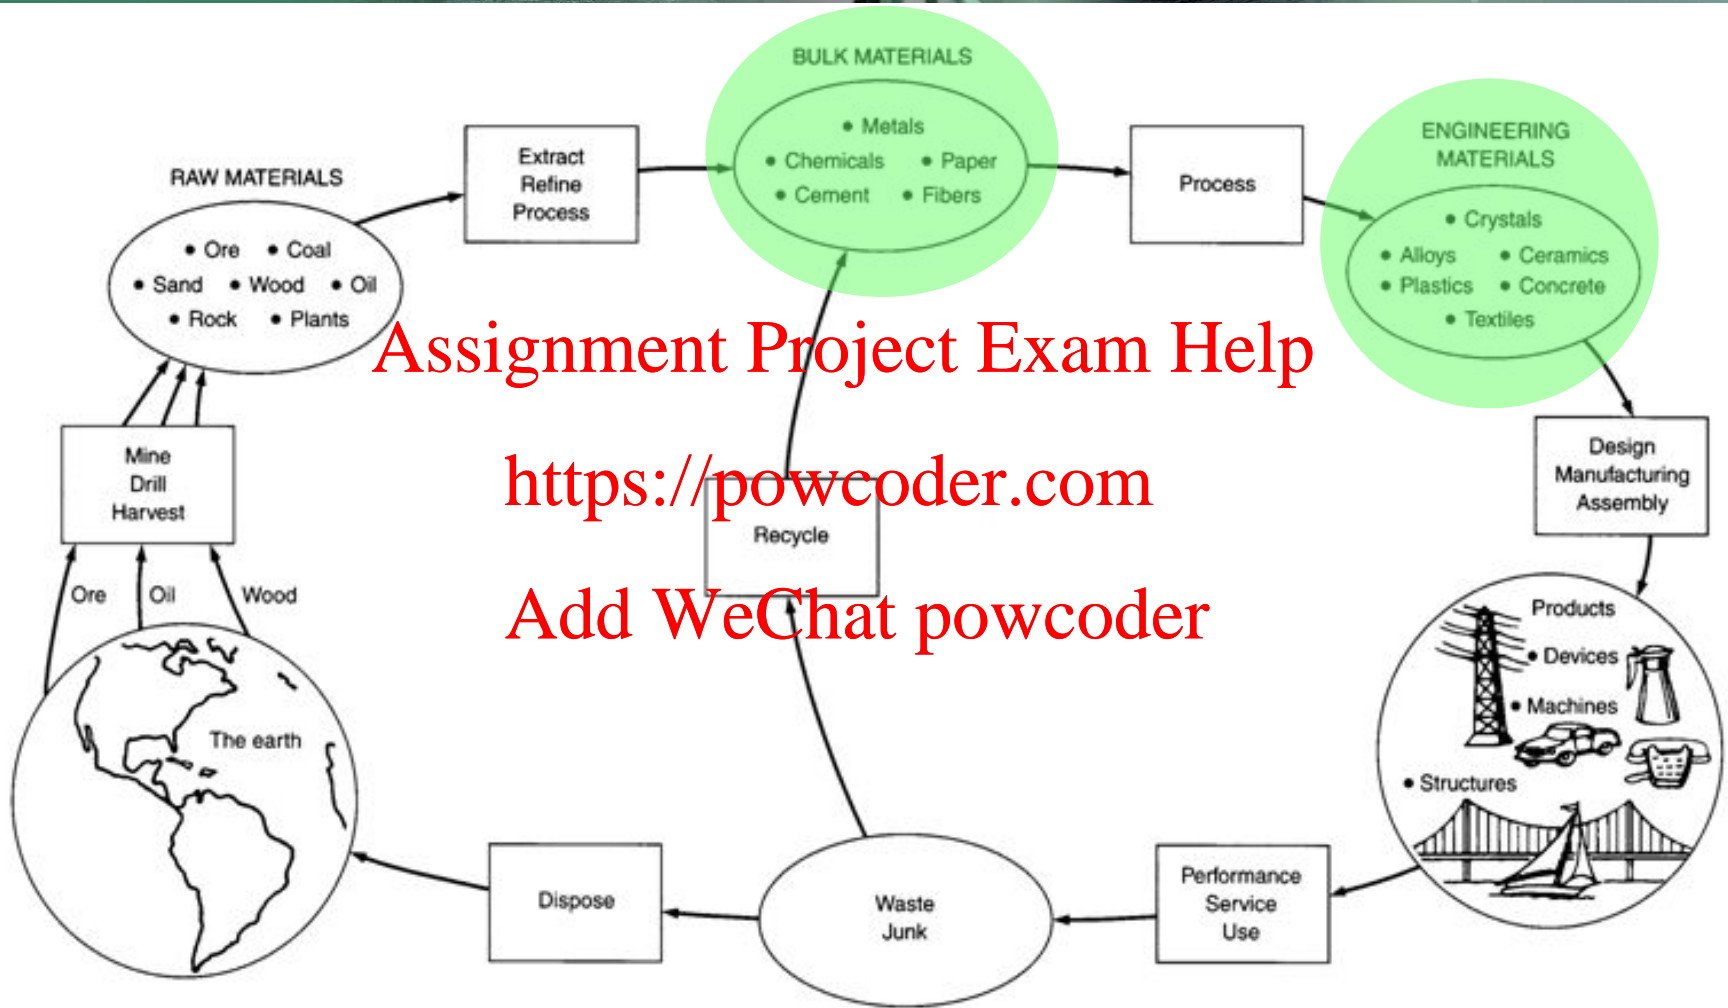 BULK MATERIALS
• Metals
• Chemicals • Paper
• Cement • Fibers
ENGINEERING
MATERIALS
• Crystals
• Alloys • Ceramics
• Plastics • Concrete
• Textiles
Extract
Refine
Process
Process
RAW MATERIALS
• Ore • Coal
• Sand • Wood • Oil
• Rock • Plants
Assignment Project Exam Help
Mine
Drill
Harvest
https://powcoder.com
Recycle
Design
Manufacturing
Assembly
Ore Oil Wood
Add WeChat powcoder
The earth
Products
• Devices
• Machines
• Structures
Dispose
Waste
Junk
Performance
Service
Use